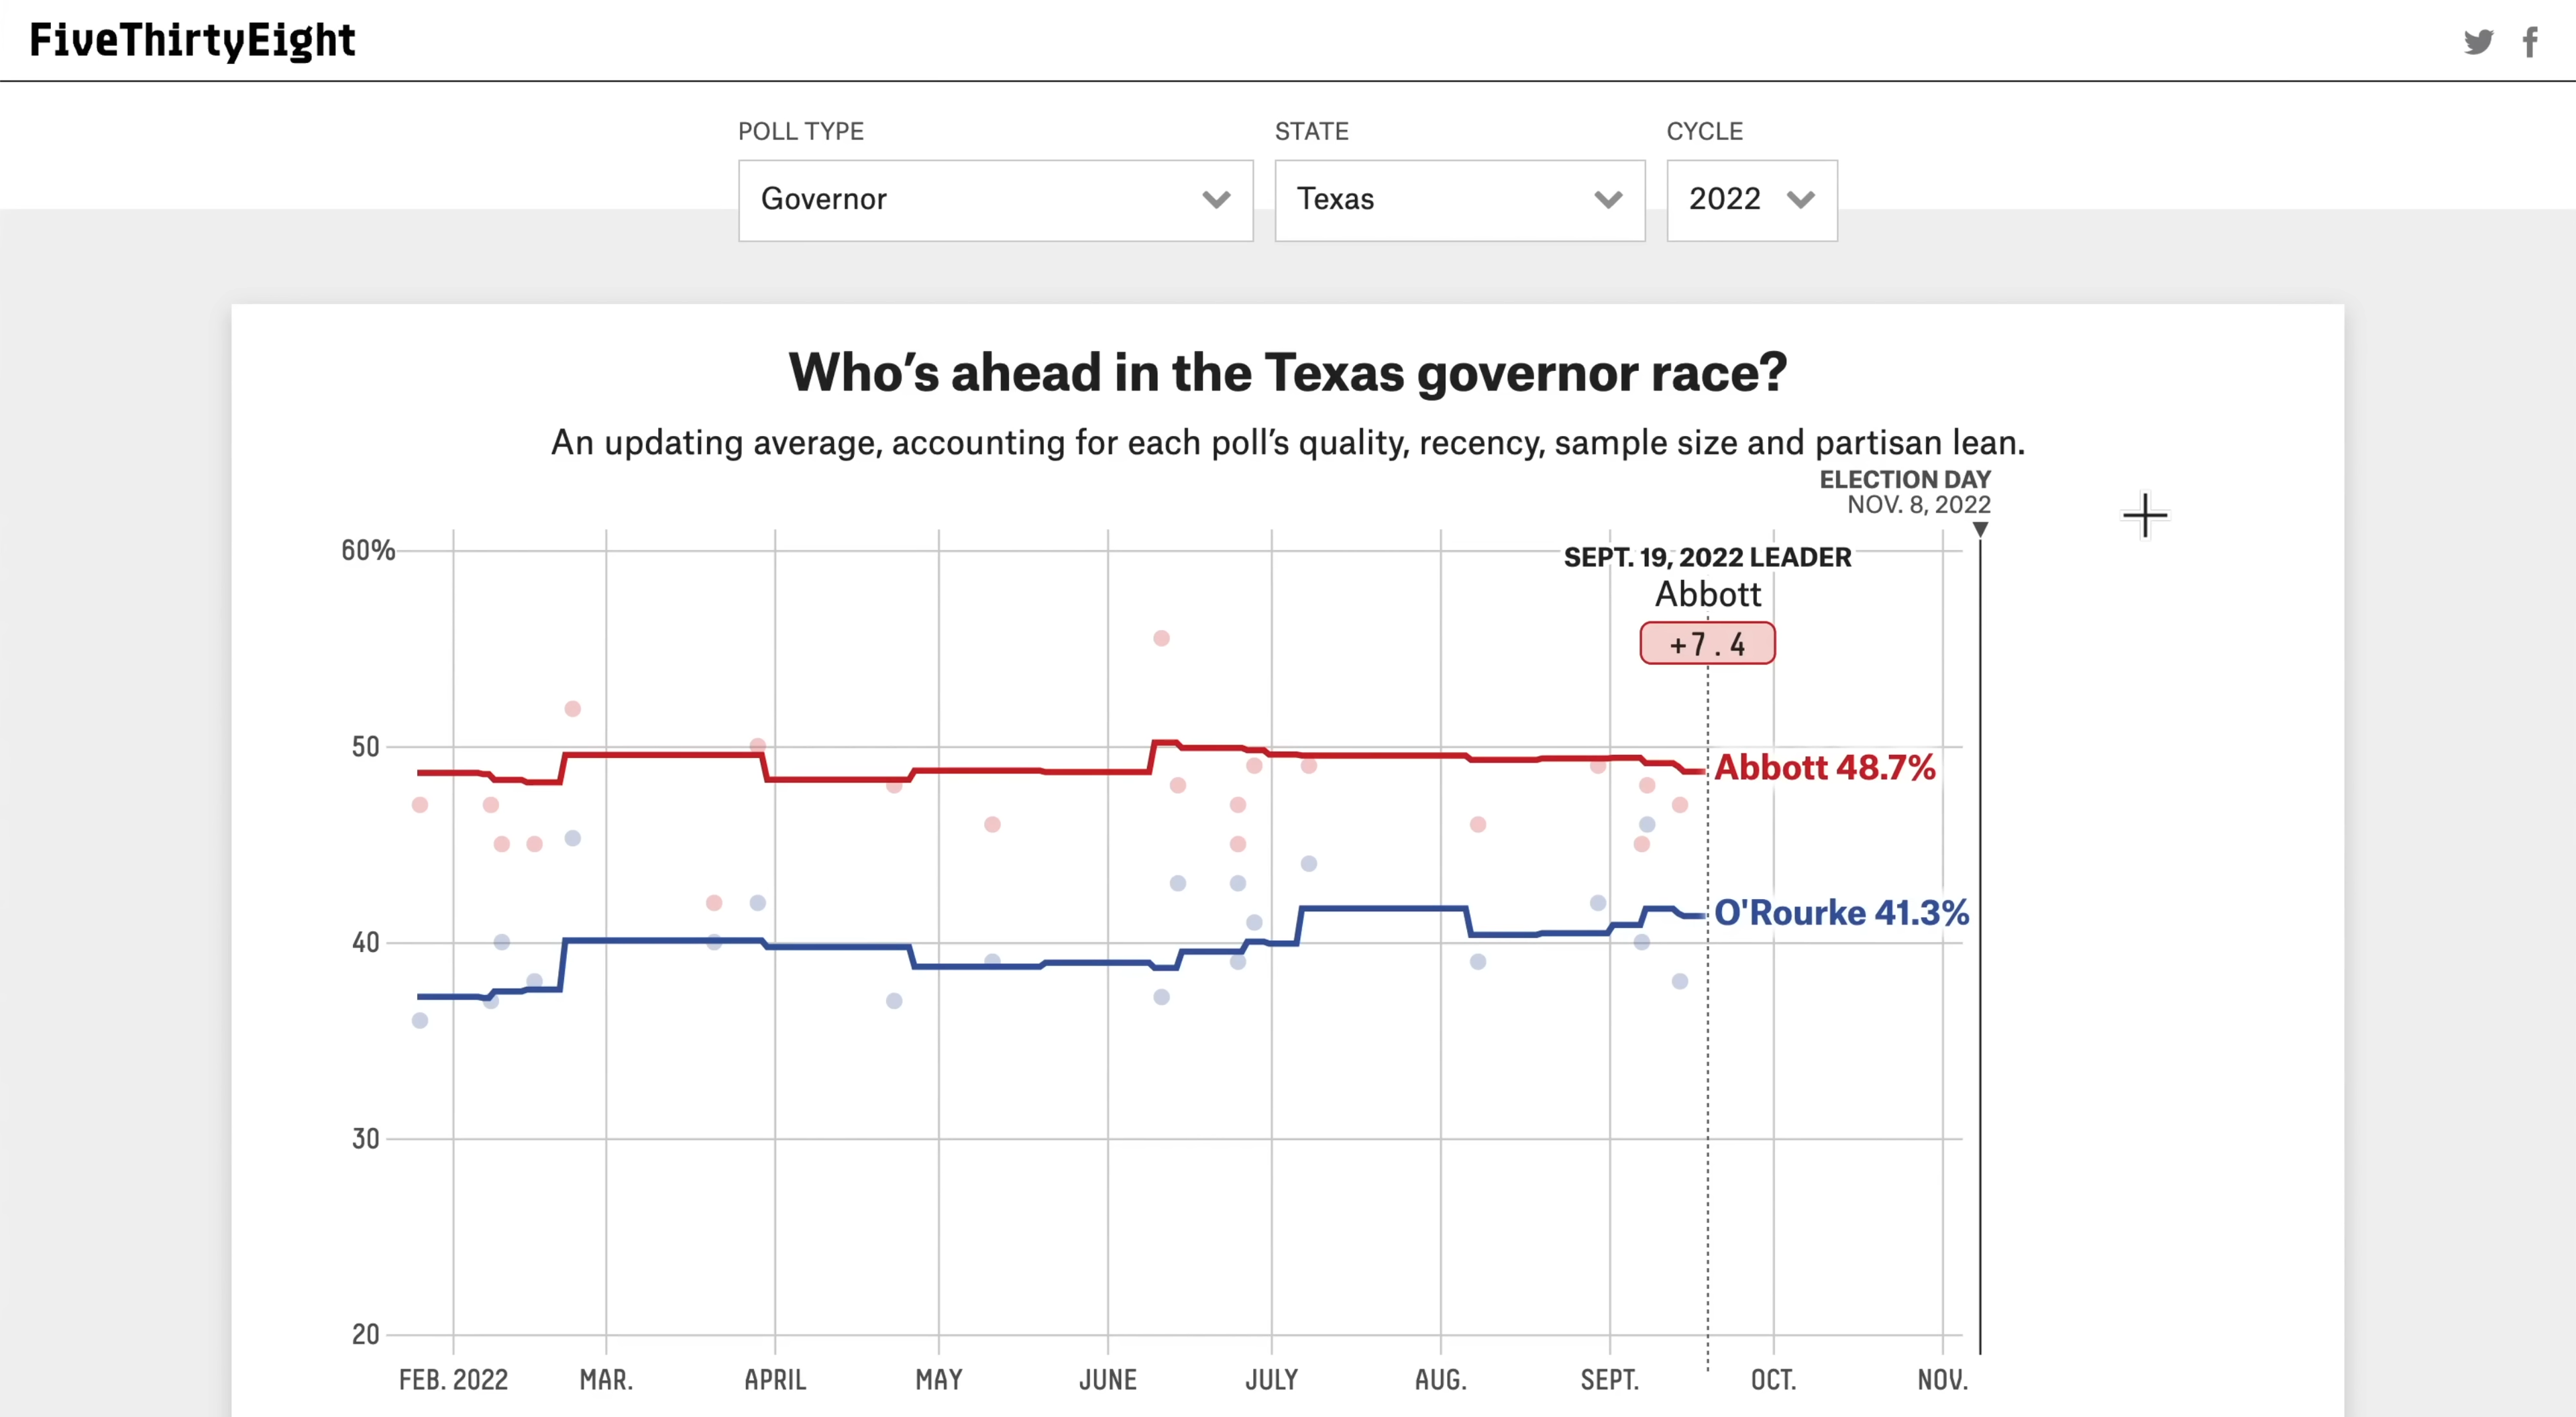 FiveThirtyEight
POLL TYPE
STATE
CYCLE
Governor
Texas
2022
Who’s ahead in the Texas governor race?
An updating average, accounting for each poll’s quality, recency, sample size and partisan lean.
ELECTION DAY
NOV. 8, 2022
60%
SEPT. 19, 2022 LEADER
Abbott
+7.4
50
Abbott 48.7%
O'Rourke 41.3%
40
30
20
FEB. 2022 MAR. APRIL MAY JUNE JULY AUG. SEPT. OCT. NOV.